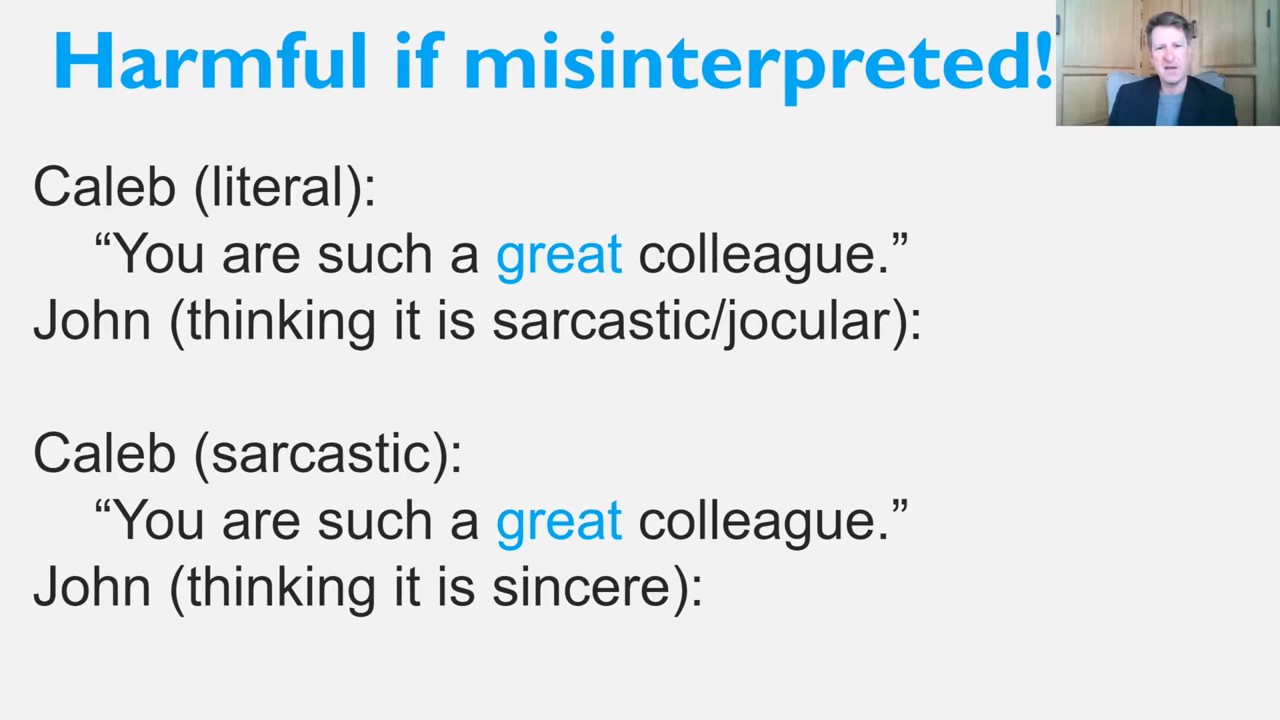 Harmful if misinterpreted!
Caleb (literal):
“You are such a great colleague.”
John (thinking it is sarcastic/jocular):
Caleb (sarcastic):
“You are such a great colleague.”
John (thinking it is sincere):